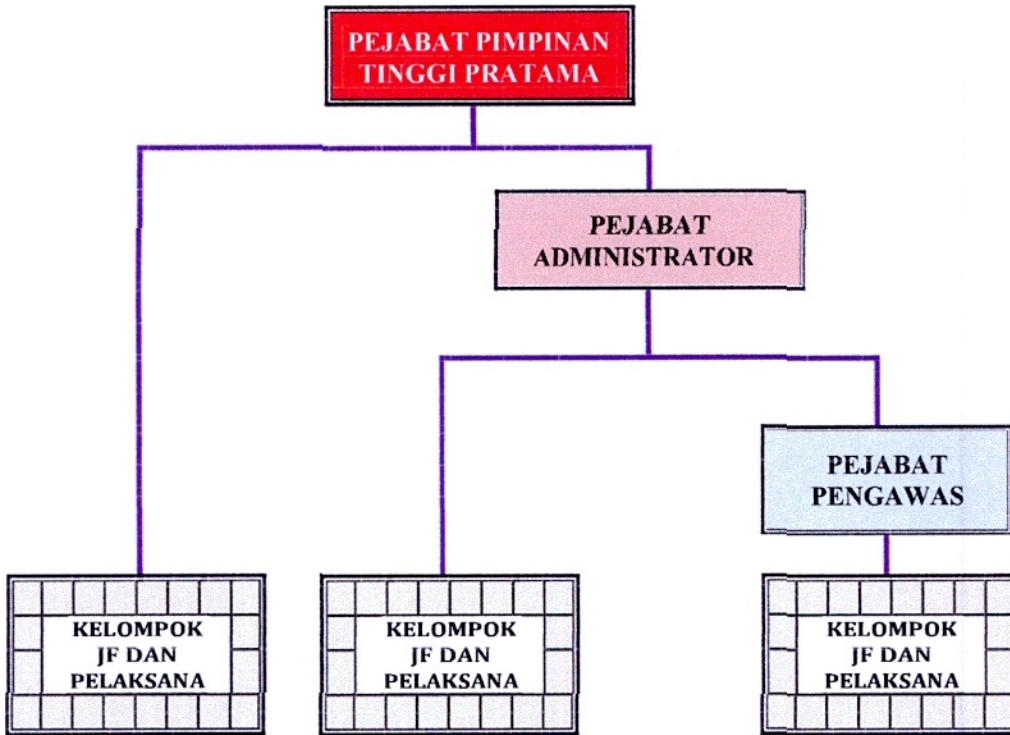 PEJABAT PIMPINAN
TINGGI PRATAMA
PEJABAT
ADMINISTRATOR
PEJABAT
PENGAWAS
KELOMPOK
JF DAN
PELAKSANA
KELOMPOK
JF DAN
PELAKSANA
KELOMPOK
JF DAN
PELAKSANA